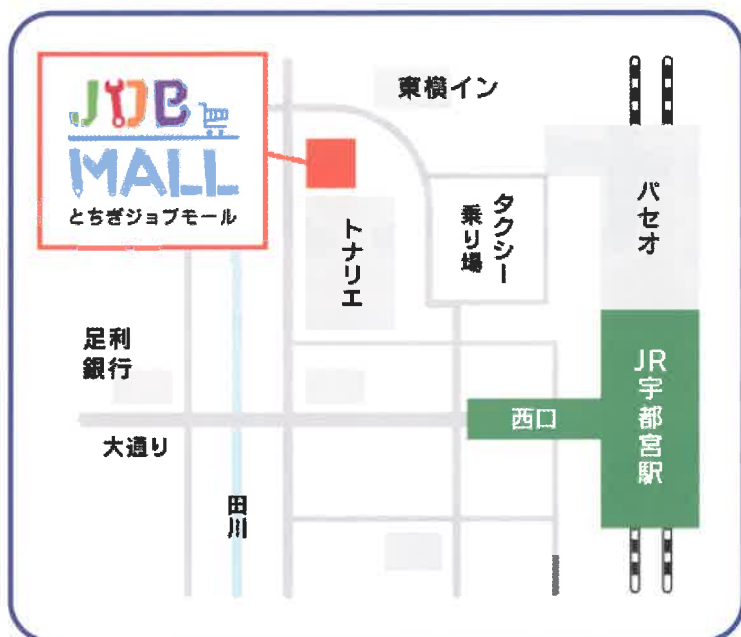 JOB
MALL
とちぎジョブモール
東横イン
パセオ
タクシー
乗り場
トナリエ
足利
銀行
JR宇都宮駅
西口
大通り
田川